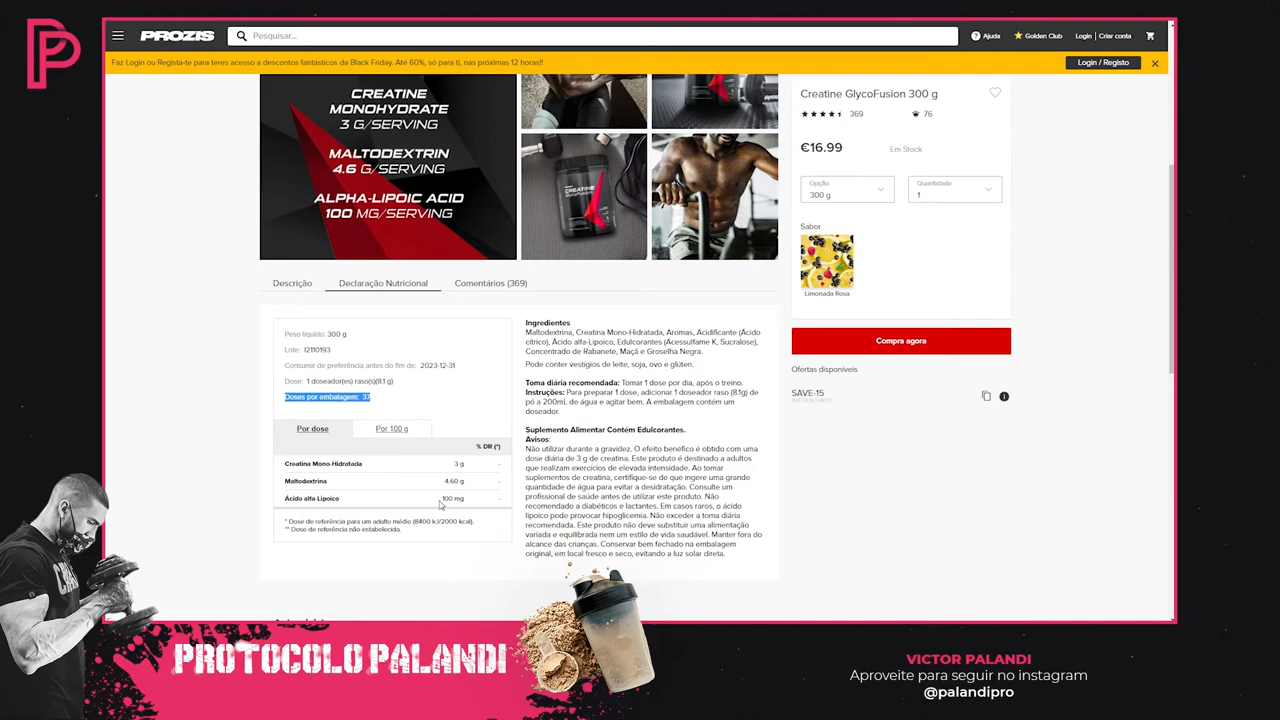 PROZIS
Pesquisar...
Ajuda
Golden Club
Login | Criar conta
Faz Login ou Regista-te para teres acesso a descontos fantásticos da Black Friday. Até 60%, só para ti, nas próximas 12 horas!!
Login / Registo
CREATINE
MONOHYDRATE
3 G/SERVING
MALTODEXTRIN
4.6 G/SERVING
ALPHA-LIPOIC ACID
100 MG/SERVING
CREATINE
Creatine GlycoFusion 300 g
369
76
€16.99
Em Stock
Opção
300 g
Quantidade
1
Sabor
Limonada Rosa
Compra agora
Ofertas disponíveis
SAVE-15
Descrição
Declaração Nutricional
Comentários (369)
Peso líquido: 300 g
Lote: I2110193
Consumir de preferência antes do fim de: 2023-12-31
Dose: 1 doseador(es) raso(s)(8.1 g)
Doses por embalagem: 37
Por dose
Por 100 g
% DR (*)
Creatina Mono-Hidratada 3 g -
Maltodextrina 4.60 g -
Ácido alfa-Lipoico 100 mg -
* Dose de referência para um adulto médio (8400 kJ/2000 kcal).
** Dose de referência não estabelecida.
Ingredientes
Maltodextrina, Creatina Mono-Hidratada, Aromas, Acidificante (Ácido
cítrico), Ácido alfa-Lipoico, Edulcorantes (Acessulfame K, Sucralose),
Concentrado de Rabanete, Maçã e Groselha Negra.
Pode conter vestígios de leite, soja, ovo e glúten.
Toma diária recomendada: Tomar 1 dose por dia, após o treino.
Instruções: Para preparar 1 dose, adicionar 1 doseador raso (8.1g) de
pó a 200mL de água e agitar bem. A embalagem contém um
doseador.
Suplemento Alimentar Contém Edulcorantes.
Avisos:
Não utilizar durante a gravidez. O efeito benéfico é obtido com uma
dose diária de 3 g de creatina. Este produto é destinado a adultos
que realizam exercícios de elevada intensidade. Ao tomar
suplementos de creatina, certifique-se de que ingere uma grande
quantidade de água para evitar a desidratação. Consulte um
profissional de saúde antes de utilizar este produto. Não
recomendado a diabéticos e lactantes. Em casos raros, o ácido
lipoico pode provocar hipoglicemia. Não exceder a toma diária
recomendada. Este produto não deve substituir uma alimentação
variada e equilibrada nem um estilo de vida saudável. Manter fora do
alcance das crianças. Conservar bem fechado na embalagem
original, em local fresco e seco, evitando a luz solar direta.
PROTOCOLO PALANDI
VICTOR PALANDI
Aproveite para seguir no instagram
@palandipro